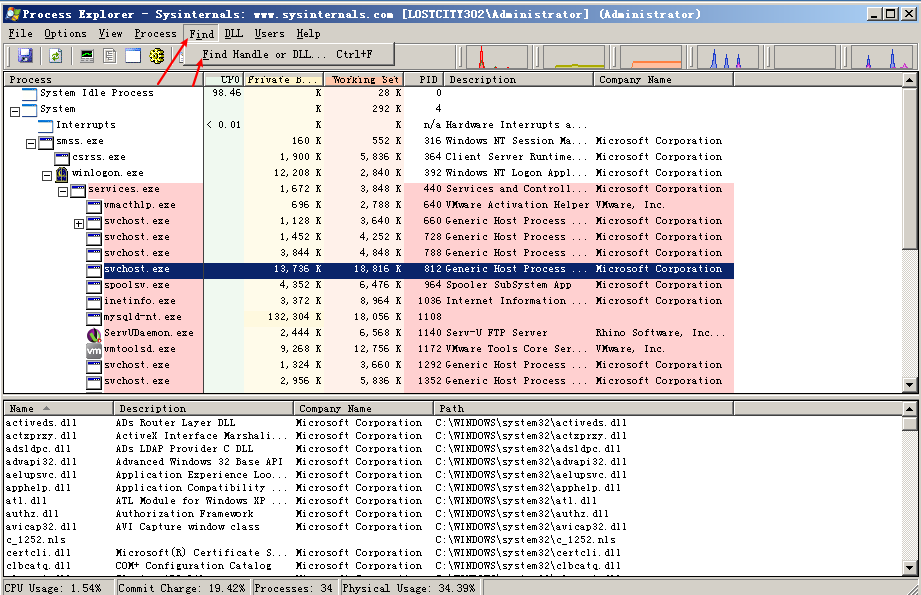 Process Explorer - Sysinternals: www.sysinternals.com [LOSTCITY302\Administrator] (Administrator)
File Options View Process Find DLL Users Help
Find Handle or DLL... Ctrl+F
Process CPU Private B... Working Set PID Description Company Name
System Idle Process 98.46 K 28 K 0
System K 292 K 4
Interrupts < 0.01 K K n/a Hardware Interrupts a...
smss.exe 160 K 552 K 316 Windows NT Session Ma... Microsoft Corporation
csrss.exe 1,900 K 5,836 K 364 Client Server Runtime... Microsoft Corporation
winlogon.exe 12,208 K 2,840 K 392 Windows NT Logon Appl... Microsoft Corporation
services.exe 1,672 K 3,848 K 440 Services and Controll... Microsoft Corporation
vmacthlp.exe 696 K 2,788 K 640 VMware Activation Helper VMware, Inc.
svchost.exe 1,128 K 3,640 K 660 Generic Host Process ... Microsoft Corporation
svchost.exe 1,452 K 4,252 K 728 Generic Host Process ... Microsoft Corporation
svchost.exe 3,844 K 4,848 K 788 Generic Host Process ... Microsoft Corporation
svchost.exe 13,736 K 18,816 K 812 Generic Host Process ... Microsoft Corporation
spoolsv.exe 4,352 K 6,476 K 964 Spooler SubSystem App Microsoft Corporation
inetinfo.exe 3,372 K 8,964 K 1036 Internet Information ... Microsoft Corporation
mysqld-nt.exe 132,304 K 18,056 K 1108
ServUDaemon.exe 2,444 K 6,568 K 1140 Serv-U FTP Server Rhino Software, Inc...
vm vmtoolsd.exe 9,268 K 12,756 K 1172 VMware Tools Core Ser... VMware, Inc.
svchost.exe 1,324 K 3,660 K 1292 Generic Host Process ... Microsoft Corporation
svchost.exe 2,956 K 5,836 K 1352 Generic Host Process ... Microsoft Corporation
Name Description Company Name Path
activeds.dll ADs Router Layer DLL Microsoft Corporation C:\WINDOWS\system32\activeds.dll
actxprxy.dll ActiveX Interface Marshali... Microsoft Corporation C:\WINDOWS\system32\actxprxy.dll
adsldpc.dll ADs LDAP Provider C DLL Microsoft Corporation C:\WINDOWS\system32\adsldpc.dll
advapi32.dll Advanced Windows 32 Base API Microsoft Corporation C:\WINDOWS\system32\advapi32.dll
aelupsvc.dll Application Experience Loo... Microsoft Corporation C:\WINDOWS\system32\aelupsvc.dll
apphelp.dll Application Compatibility ... Microsoft Corporation C:\WINDOWS\system32\apphelp.dll
atl.dll ATL Module for Windows XP ... Microsoft Corporation C:\WINDOWS\system32\atl.dll
authz.dll Authorization Framework Microsoft Corporation C:\WINDOWS\system32\authz.dll
avicap32.dll AVI Capture window class Microsoft Corporation C:\WINDOWS\system32\avicap32.dll
c_1252.nls C:\WINDOWS\system32\c_1252.nls
certcli.dll Microsoft(R) Certificate S... Microsoft Corporation C:\WINDOWS\system32\certcli.dll
clbcatq.dll COM+ Configuration Catalog Microsoft Corporation C:\WINDOWS\system32\clbcatq.dll
CPU Usage: 1.54% Commit Charge: 19.42% Processes: 34 Physical Usage: 34.39%